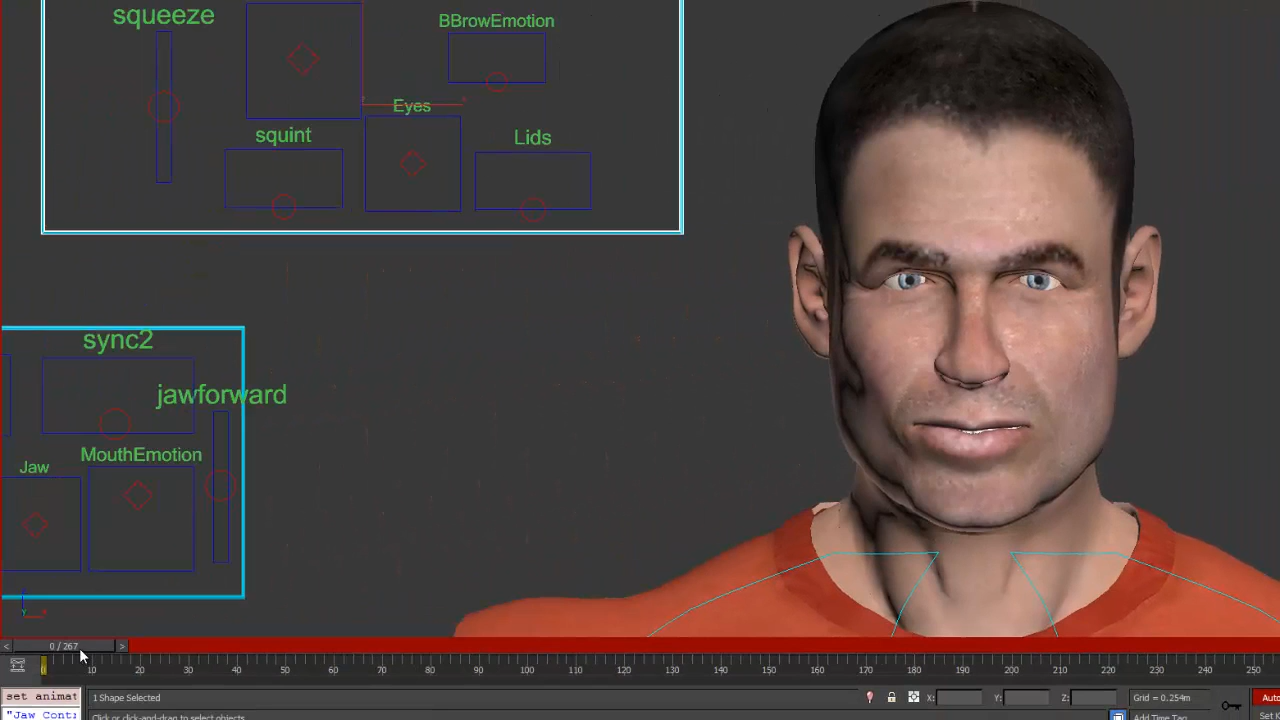 squeeze
BBrowEmotion
Eyes
squint
Lids
sync2
jawforward
MouthEmotion
Jaw
< 0 / 267 >
10 20 30 40 50 60 70 80 90 100 110 120 130 140 150 160 170 180 190 200 210 220 230 240 250
set animat
1 Shape Selected
X:
Y:
Z:
Grid = 0.254m
Auto
"Jaw Cont:
Click or click-and-drag to select objects
Add Time Tag